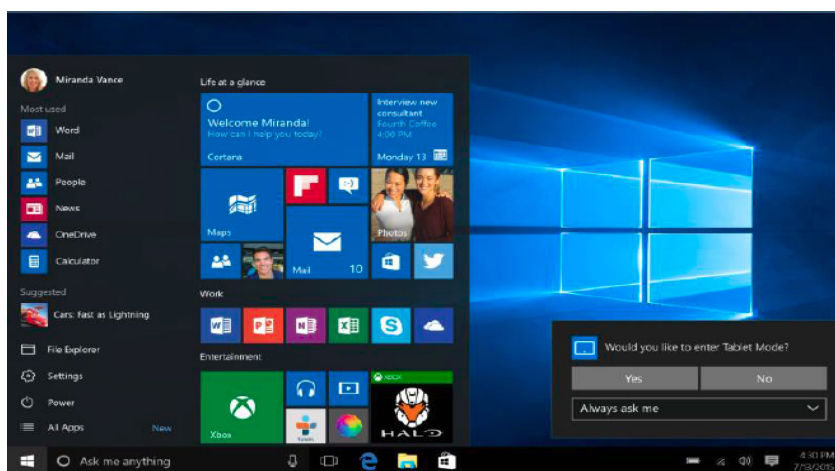 Miranda Vance
Most used
Word
Mail
People
News
OneDrive
Calculator
Suggested
Cars: Fast as Lightning
File Explorer
Settings
Power
All Apps New
Life at a glance
Welcome Miranda!
How can I help you today?
Cortana
Interview new
consultant
Fourth Coffee
4:00 PM
Monday 13
Maps
Mail 10
Photos
Work
Entertainment
Xbox
XBOX
HALO
Would you like to enter Tablet Mode?
Yes
No
Always ask me
Ask me anything
4:30 PM